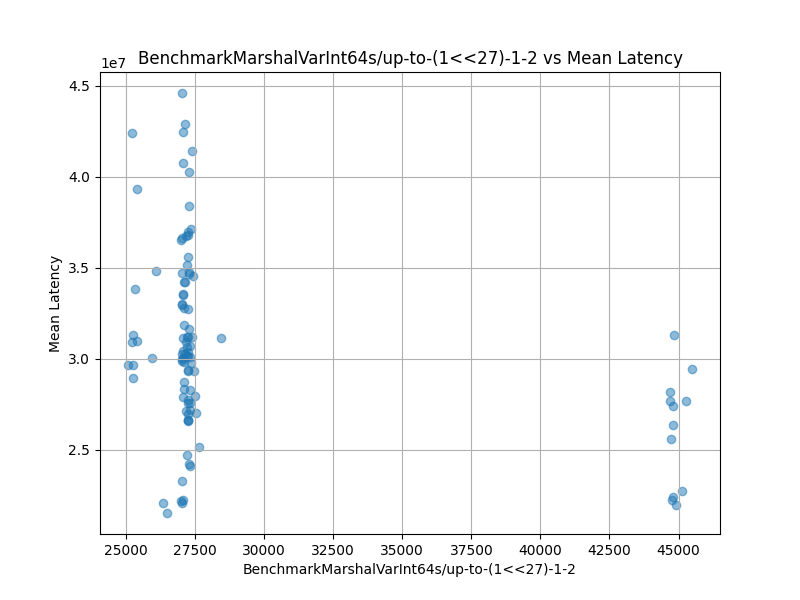 BenchmarkMarshalVarInt64s/up-to-(1<<27)-1-2 vs Mean Latency
1e7
4.5
4.0
3.5
3.0
2.5
Mean Latency
25000 27500 30000 32500 35000 37500 40000 42500 45000
BenchmarkMarshalVarInt64s/up-to-(1<<27)-1-2